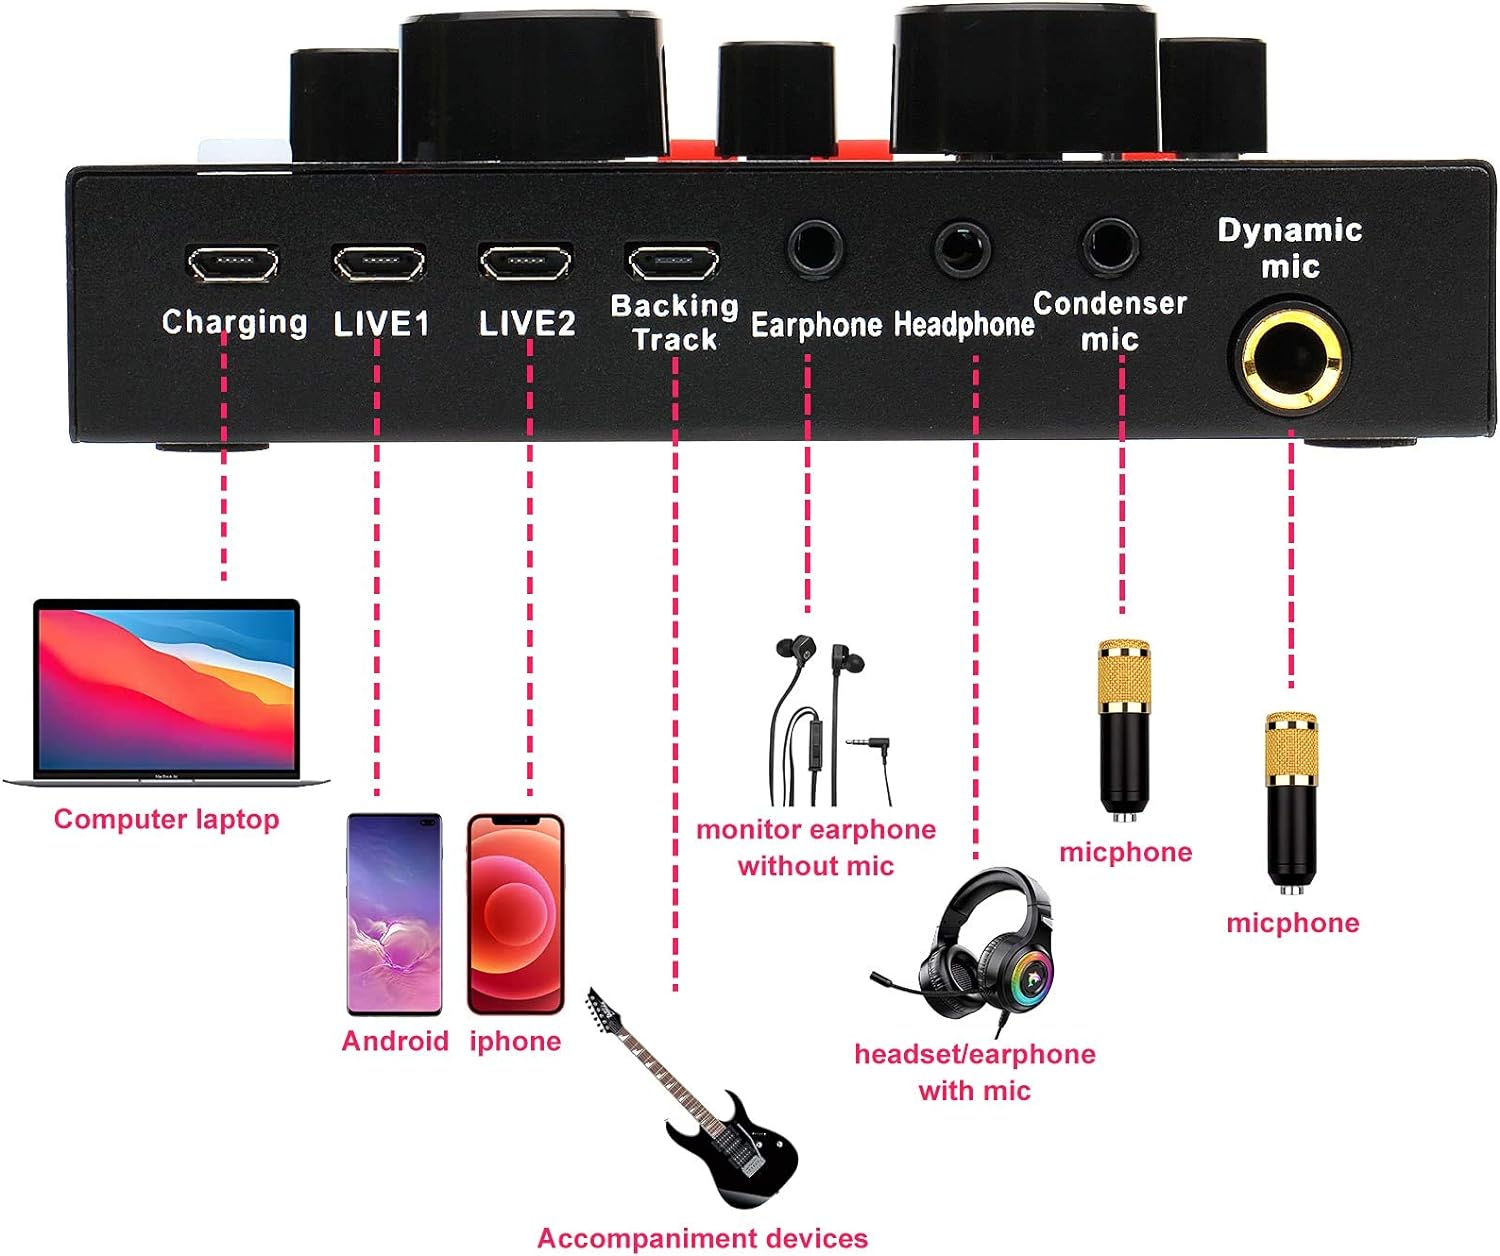 Dynamic
mic
Charging
LIVE1
LIVE2
Backing
Track
Earphone
Headphone
Condenser
mic
Computer laptop
monitor earphone
without mic
micphone
micphone
Android
iphone
headset/earphone
with mic
Accompaniment devices